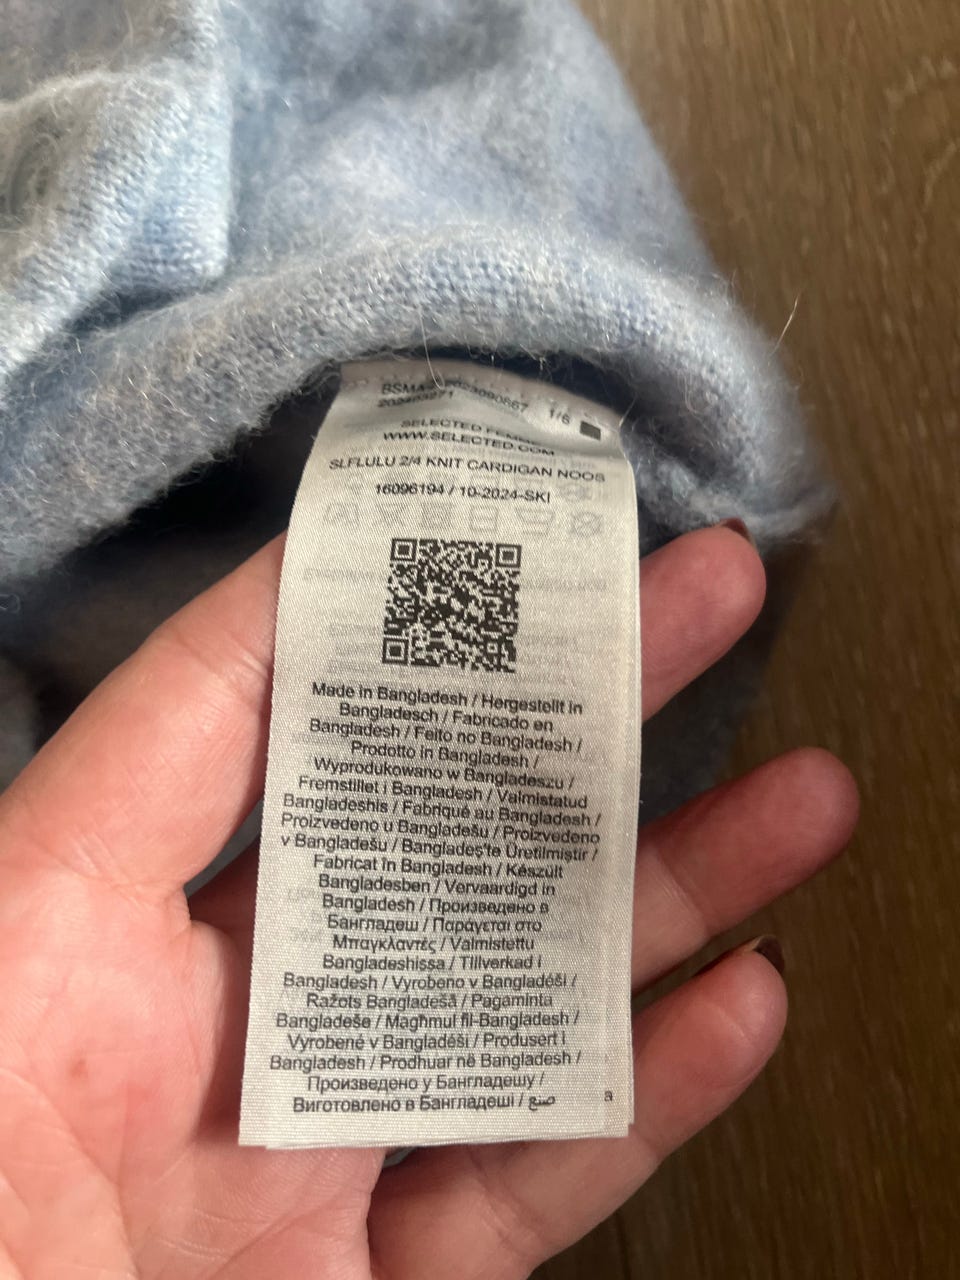 1/6
202403271
SELECTED FEMME
WWW.SELECTED.COM
SLFLULU 2/4 KNIT CARDIGAN NOOS
16096194 / 10-2024-SKI
Made in Bangladesh / Hergestellt in
Bangladesch / Fabricado en
Bangladesh / Feito no Bangladesh /
Prodotto in Bangladesh /
Wyprodukowano w Bangladeszu /
Fremstillet i Bangladesh / Valmistatud
Bangladeshis / Fabriqué au Bangladesh /
Proizvedeno u Bangladešu / Proizvedeno
v Bangladešu / Bangladeş'te Üretilmiştir /
Fabricat în Bangladesh / Készült
Bangladesben / Vervaardigd in
Bangladesh / Произведено в
Бангладеш / Παράγεται στο
Μπαγκλαντές / Valmistettu
Bangladeshissa / Tillverkad i
Bangladesh / Vyrobeno v Bangladéši /
Ražots Bangladešā / Pagaminta
Bangladeše / Magħmul fil-Bangladesh /
Vyrobené v Bangladéši / Produsert i
Bangladesh / Prodhuar në Bangladesh /
Произведено у Бангладешу /
Виготовлено в Бангладеші / صنع
a